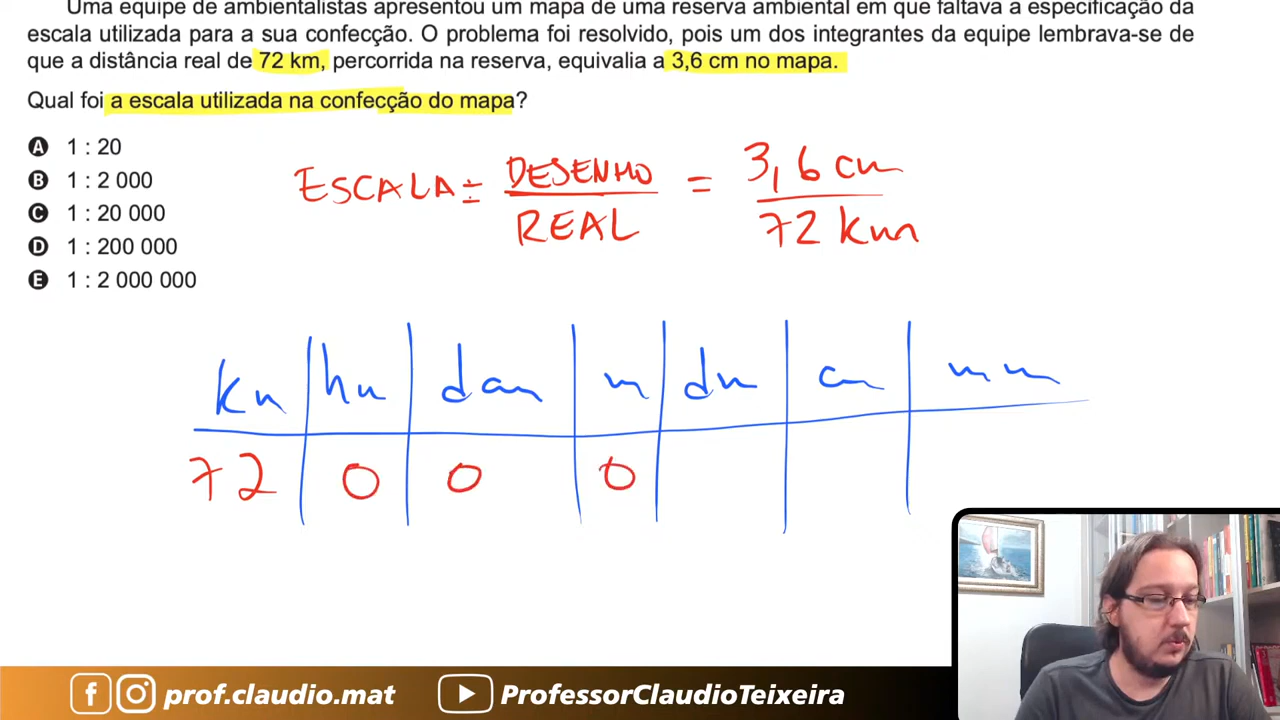 Uma equipe de ambientalistas apresentou um mapa de uma reserva ambiental em que faltava a especificação da
escala utilizada para a sua confecção. O problema foi resolvido, pois um dos integrantes da equipe lembrava-se de
que a distância real de 72 km, percorrida na reserva, equivalia a 3,6 cm no mapa.
Qual foi a escala utilizada na confecção do mapa?
A 1 : 20
B 1 : 2 000
C 1 : 20 000
D 1 : 200 000
E 1 : 2 000 000
ESCALA = DESENHO / REAL = 3,6 cm / 72 km
km hm dam m dm cm mm
72 0 0 0
prof.claudio.mat ProfessorClaudioTeixeira